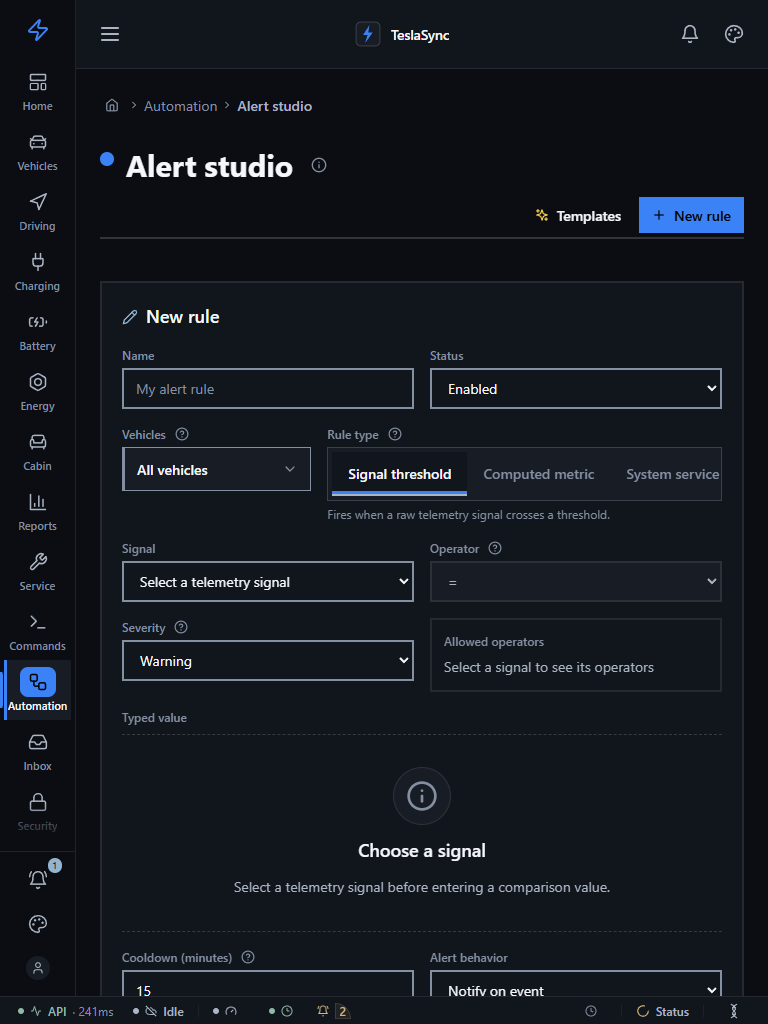 TeslaSync
Home
Vehicles
Driving
Charging
Battery
Energy
Cabin
Reports
Service
Commands
Automation
Inbox
Security
1
Automation
Alert studio
Alert studio
Templates
New rule
New rule
Name
Status
My alert rule
Enabled
Vehicles
Rule type
All vehicles
Signal threshold
Computed metric
System service
Fires when a raw telemetry signal crosses a threshold.
Signal
Operator
Select a telemetry signal
=
Severity
Warning
Allowed operators
Select a signal to see its operators
Typed value
Choose a signal
Select a telemetry signal before entering a comparison value.
Cooldown (minutes)
Alert behavior
15
Notify on event
API · 241ms
Idle
2
Status